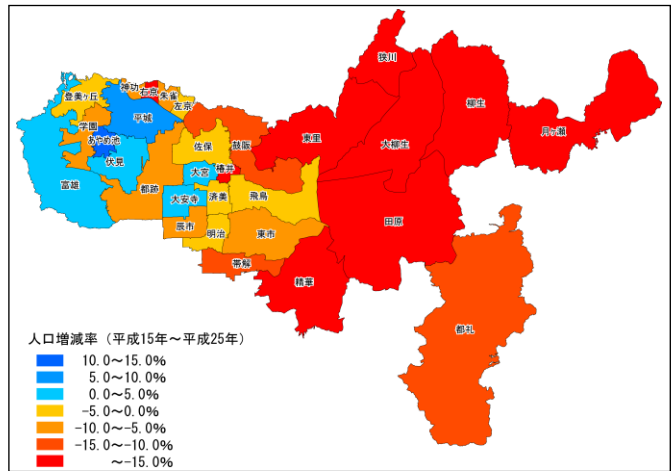 狭川
神功
右京
朱雀
登美ヶ丘
左京
柳生
月ヶ瀬
学園
平城
あやめ池
佐保
鼓阪
東里
大柳生
伏見
大宮
椿井
富雄
都跡
済美
飛鳥
大安寺
田原
辰市
明治
東市
帯解
精華
都祁
人口増減率（平成15年～平成25年）
10.0～15.0%
5.0～10.0%
0.0～5.0%
-5.0～0.0%
-10.0～-5.0%
-15.0～-10.0%
～-15.0%